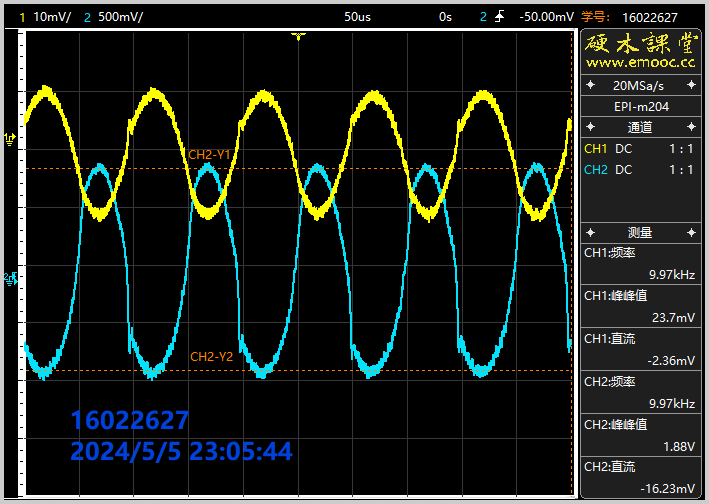 1 10mV/ 2 500mV/ 50us 0s 2 -50.00mV 学号: 16022627
硬木課堂
www.emooc.cc
20MSa/s
EPI-m204
通道
CH1 DC 1 : 1
CH2 DC 1 : 1
测量
CH1:频率
9.97kHz
CH1:峰峰值
23.7mV
CH1:直流
-2.36mV
CH2:频率
9.97kHz
CH2:峰峰值
1.88V
CH2:直流
-16.23mV
1
2
CH2-Y1
CH2-Y2
16022627
2024/5/5 23:05:44